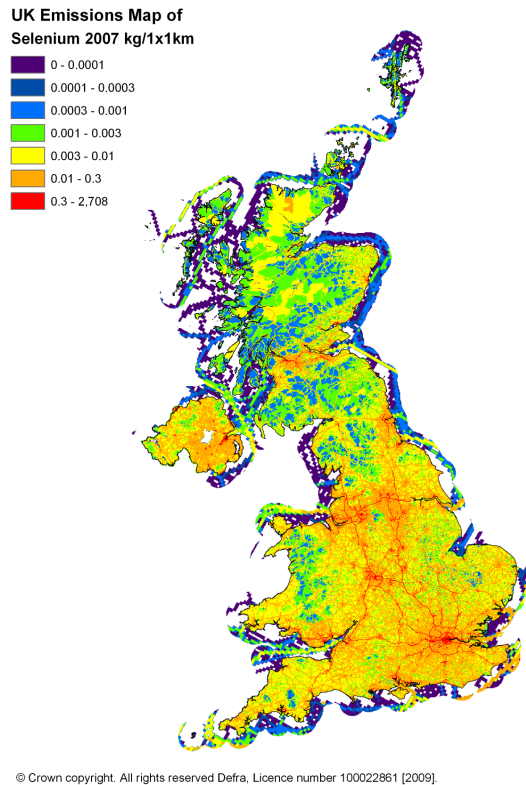 UK Emissions Map of
Selenium 2007 kg/1x1km
0 - 0.0001
0.0001 - 0.0003
0.0003 - 0.001
0.001 - 0.003
0.003 - 0.01
0.01 - 0.3
0.3 - 2,708
© Crown copyright. All rights reserved Defra, Licence number 100022861 [2009].